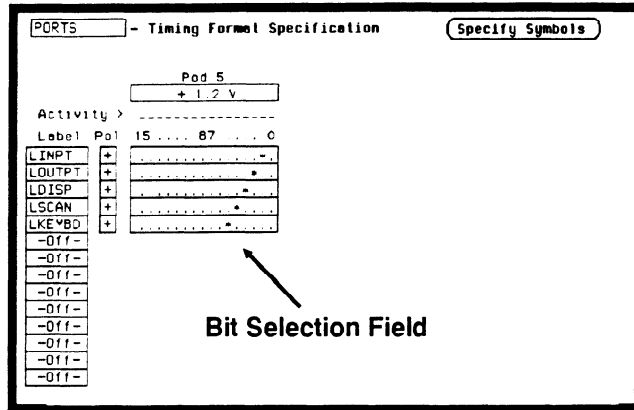 PORTS - Timing Format Specification Specify Symbols
Pod 5
+ 1.2 V
Activity > _ _ _ _ _ _ _ _ _ _ _ _ _ _ _ _
Label Pol 15 .... 87 .... 0
LINPT + .............*..
LOUTPT + ..............*.
LDISP + .............*...
LSCAN + ............*....
LKEYBD + ...........*.....
-Off-
-Off-
-Off-
-Off-
-Off-
-Off-
-Off-
-Off-
-Off-
Bit Selection Field